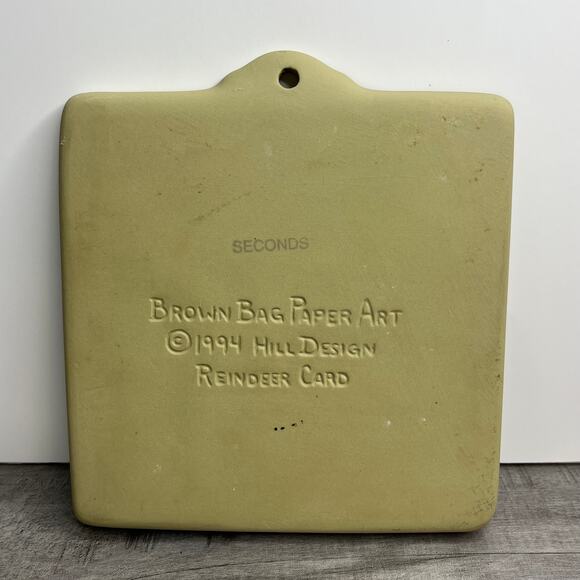 SECONDS
BROWN BAG PAPER ART
©1994 HILL DESIGN
REINDEER CARD